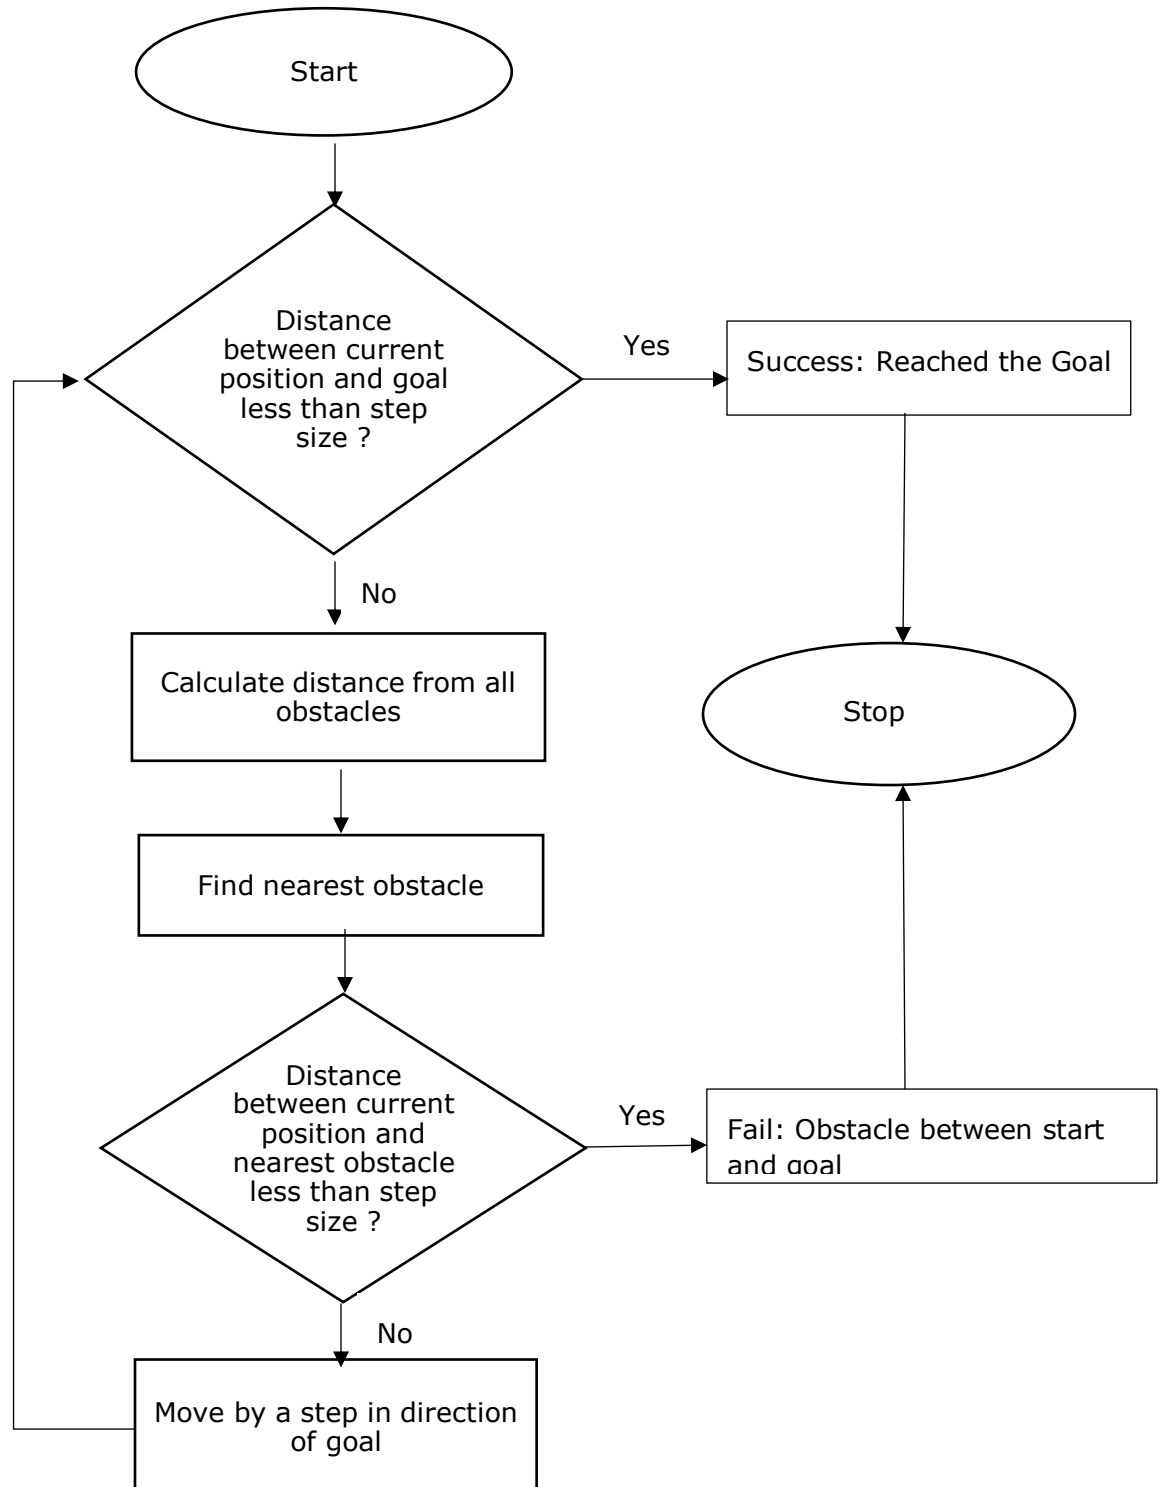 Start
Distance
between current
position and goal
less than step
size ?
Yes
Success: Reached the Goal
No
Calculate distance from all
obstacles
Stop
Find nearest obstacle
Distance
between current
position and
nearest obstacle
less than step
size ?
Yes
Fail: Obstacle between start
and goal
No
Move by a step in direction
of goal